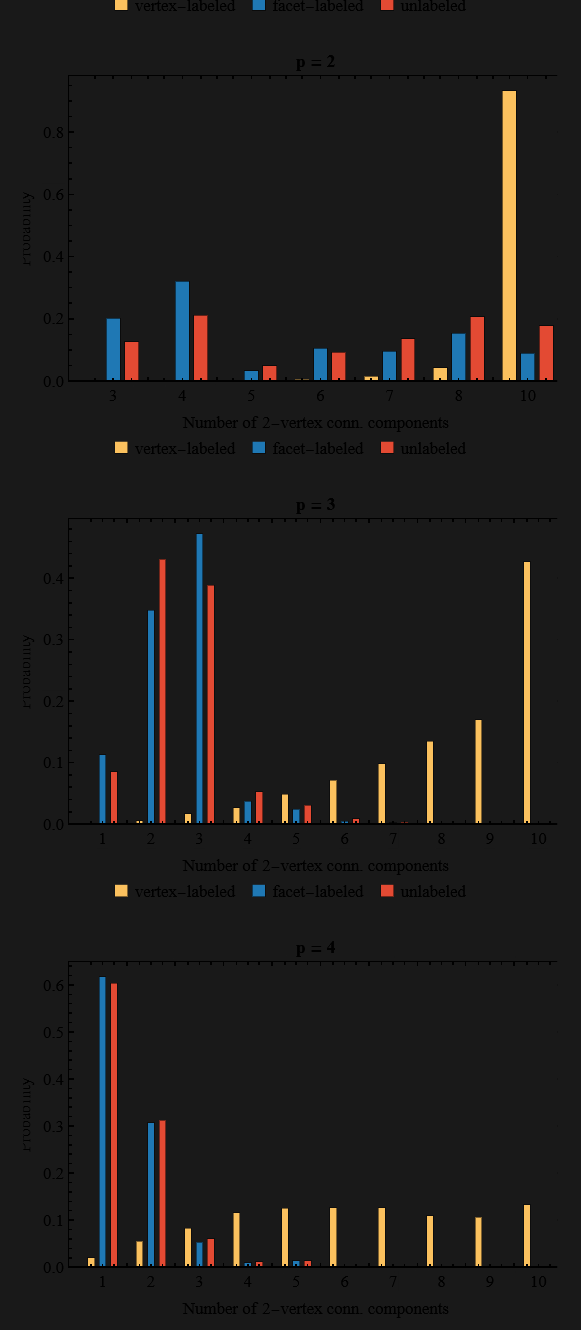 vertex-labeled facet-labeled unlabeled
p = 2
0.8
0.6
Probability
0.4
0.2
0.0
3 4 5 6 7 8 10
Number of 2-vertex conn. components
vertex-labeled facet-labeled unlabeled
p = 3
0.4
0.3
Probability
0.2
0.1
0.0
1 2 3 4 5 6 7 8 9 10
Number of 2-vertex conn. components
vertex-labeled facet-labeled unlabeled
p = 4
0.6
0.5
0.4
Probability
0.3
0.2
0.1
0.0
1 2 3 4 5 6 7 8 9 10
Number of 2-vertex conn. components